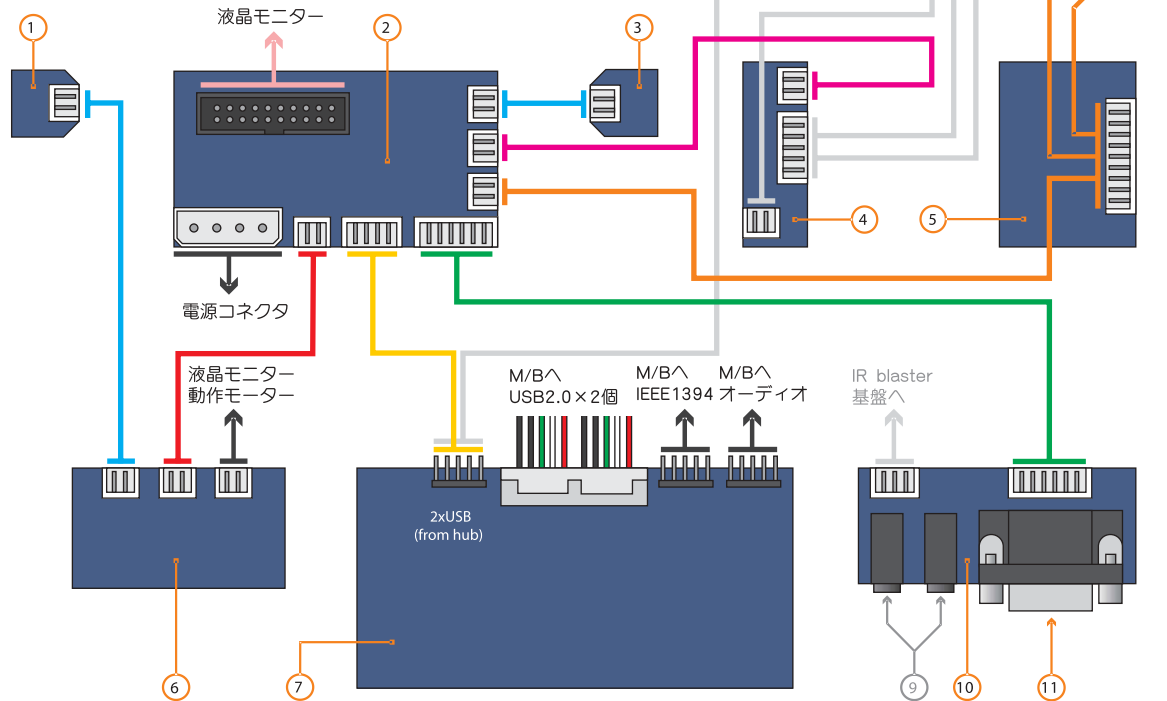 液晶モニター
1
2
3
4
5
電源コネクタ
液晶モニター
動作モーター
M/Bへ
USB2.0×2個
M/Bへ
IEEE1394
M/Bへ
オーディオ
IR blaster
基盤へ
2xUSB
(from hub)
6
7
9
10
11